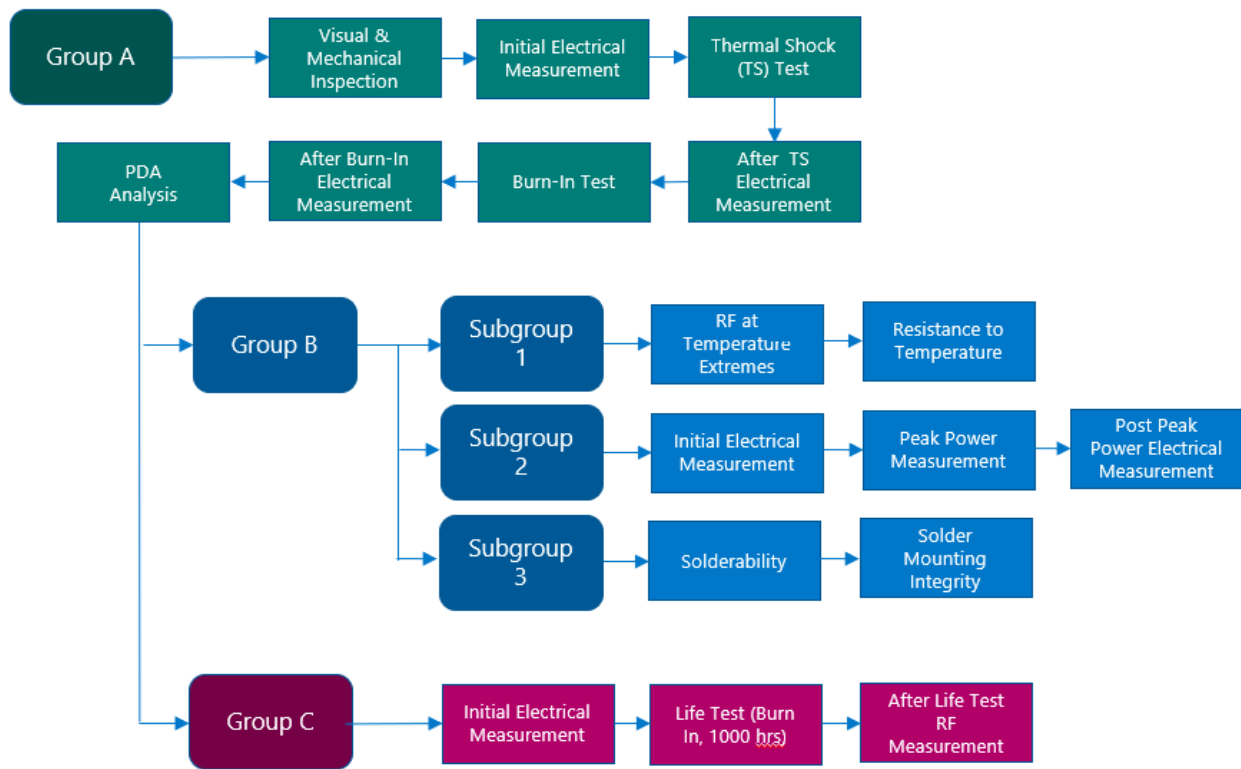 Group A
Visual &
Mechanical
Inspection
Initial Electrical
Measurement
Thermal Shock
(TS) Test
PDA
Analysis
After Burn-In
Electrical
Measurement
Burn-In Test
After TS
Electrical
Measurement
Group B
Subgroup
1
RF at
Temperature
Extremes
Resistance to
Temperature
Subgroup
2
Initial Electrical
Measurement
Peak Power
Measurement
Post Peak
Power Electrical
Measurement
Subgroup
3
Solderability
Solder
Mounting
Integrity
Group C
Initial Electrical
Measurement
Life Test (Burn
In, 1000 hrs)
After Life Test
RF
Measurement